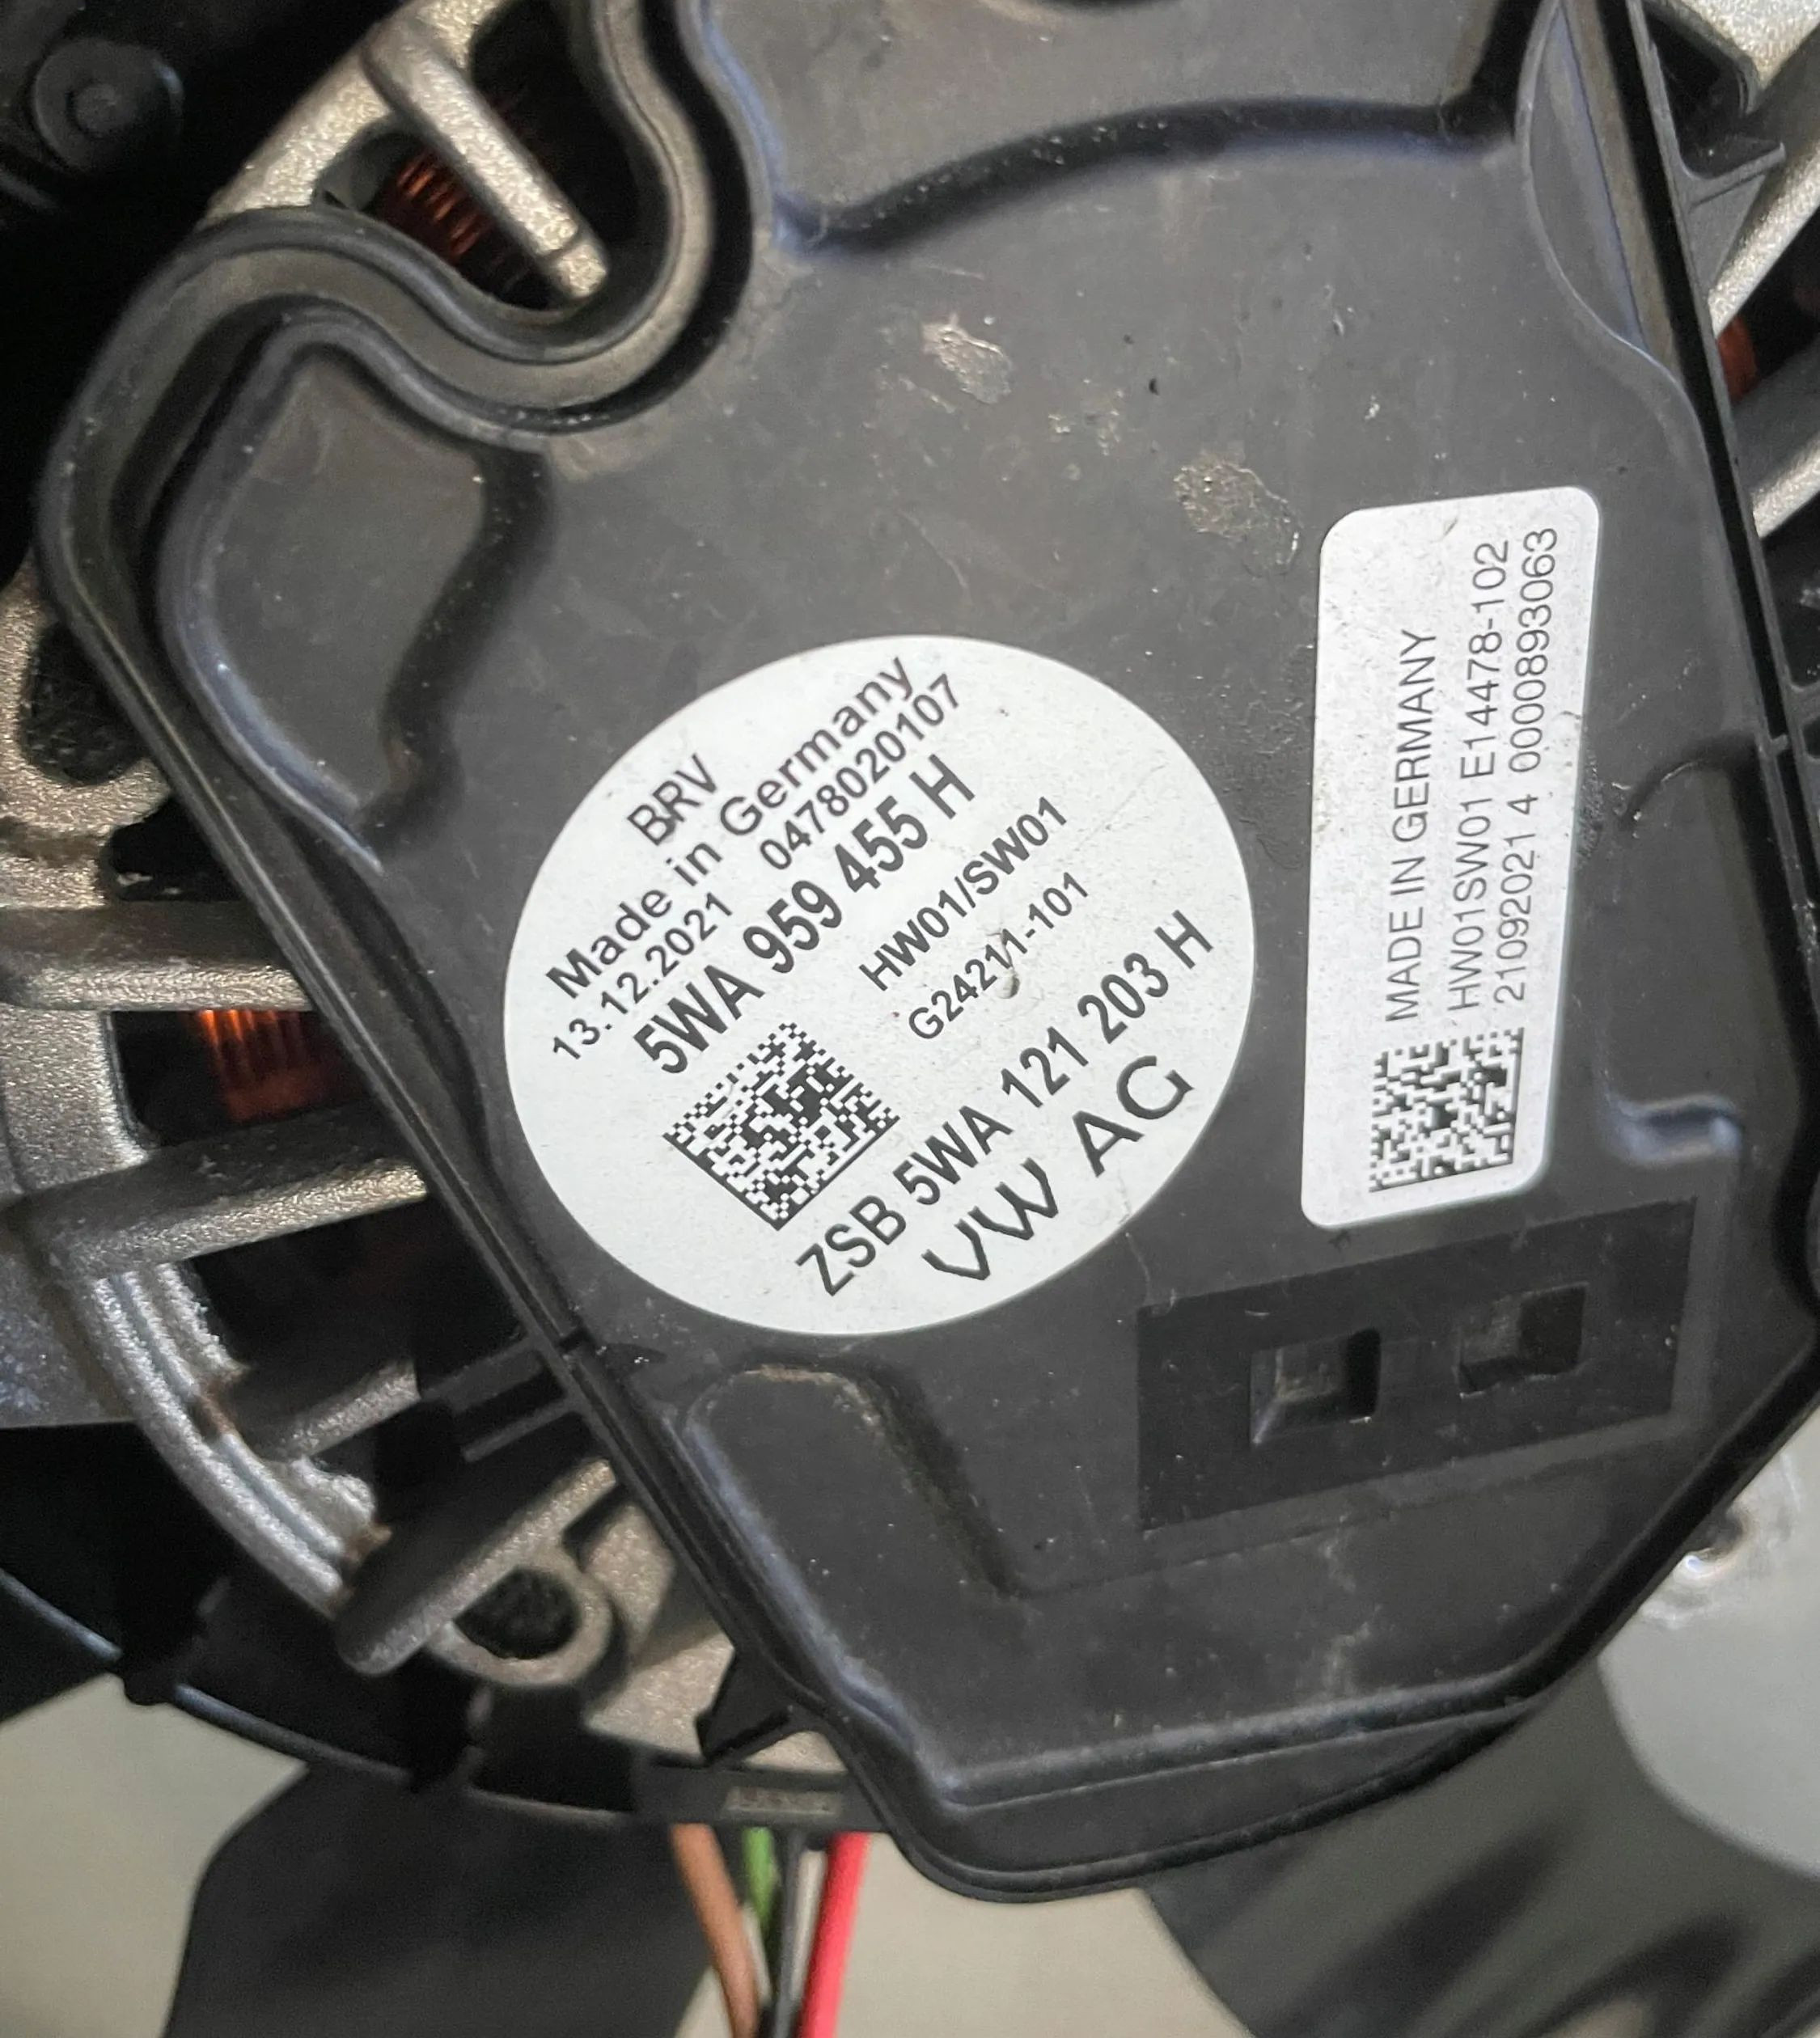 BRV
Made in Germany
13.12.2021 0478020107
5WA 959 455 H
HW01/SW01
G24211-101
ZSB 5WA 121 203 H
VW AG
MADE IN GERMANY
HW01SW01 E14478-102
21092021 4 0000893063